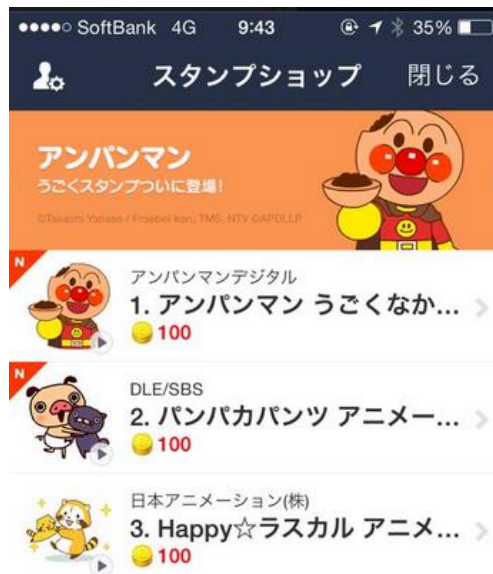 SoftBank 4G 9:43 35%
スタンプショップ 閉じる
アンパンマン
うごくスタンプついに登場!
©Takashi Yanase / Froebel-kan, TMS, NTV ©APDLLP
N
アンパンマンデジタル
1. アンパンマン うごくなか...
100
N
DLE/SBS
2. パンパカパンツ アニメー...
100
日本アニメーション(株)
3. Happy☆ラスカル アニメ...
100